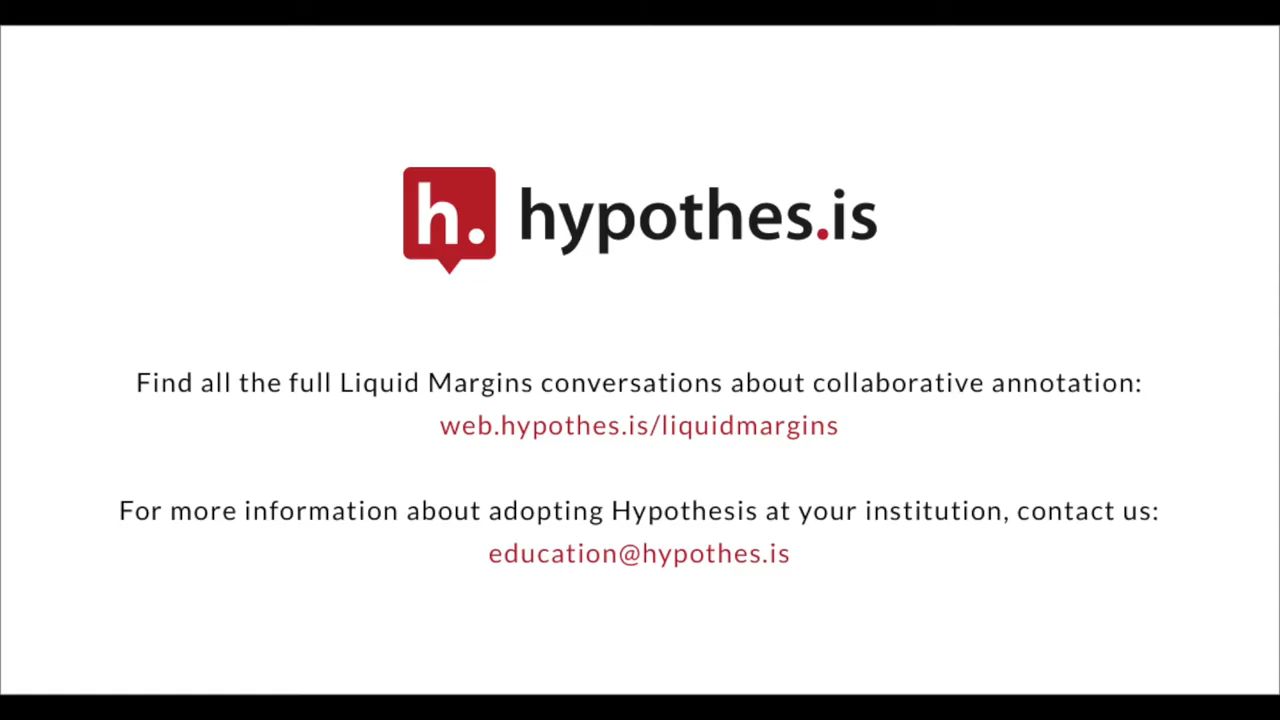 h. hypothes.is
Find all the full Liquid Margins conversations about collaborative annotation:
web.hypothes.is/liquidmargins
For more information about adopting Hypothesis at your institution, contact us:
education@hypothes.is